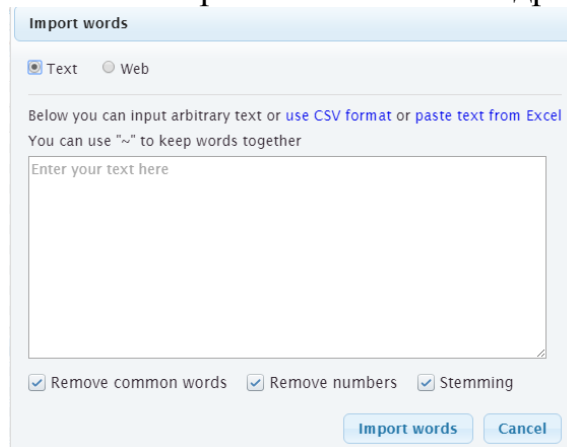 Import words
Text Web
Below you can input arbitrary text or use CSV format or paste text from Excel
You can use "~" to keep words together
Enter your text here
Remove common words Remove numbers Stemming
Import words Cancel